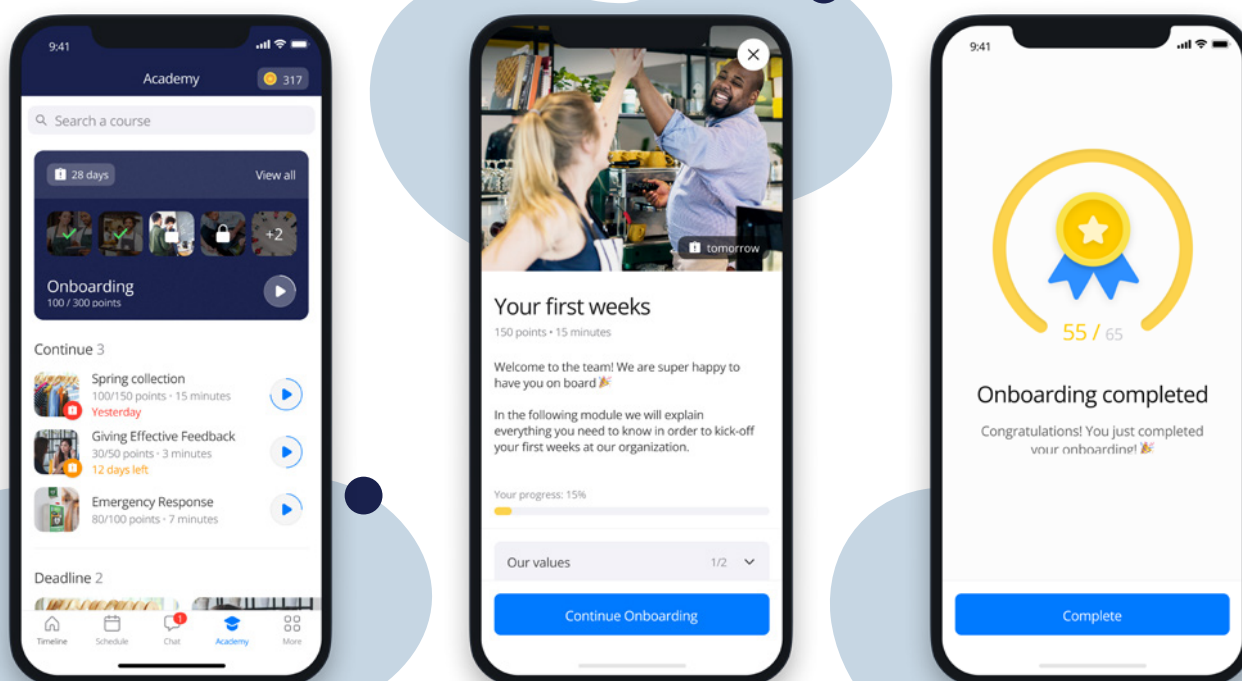 9:41
Academy
317
Search a course
28 days
View all
+2
Onboarding
100 / 300 points
Continue 3
Spring collection
100/150 points · 15 minutes
Yesterday
Giving Effective Feedback
30/50 points · 3 minutes
12 days left
Emergency Response
80/100 points · 7 minutes
Deadline 2
Timeline
Schedule
1
Chat
Academy
More
tomorrow
Your first weeks
150 points • 15 minutes
Welcome to the team! We are super happy to
have you on board 🎉
In the following module we will explain
everything you need to know in order to kick-off
your first weeks at our organization.
Your progress: 15%
Our values
1/2
Continue Onboarding
9:41
55 / 65
Onboarding completed
Congratulations! You just completed
your onboarding! 🎉
Complete